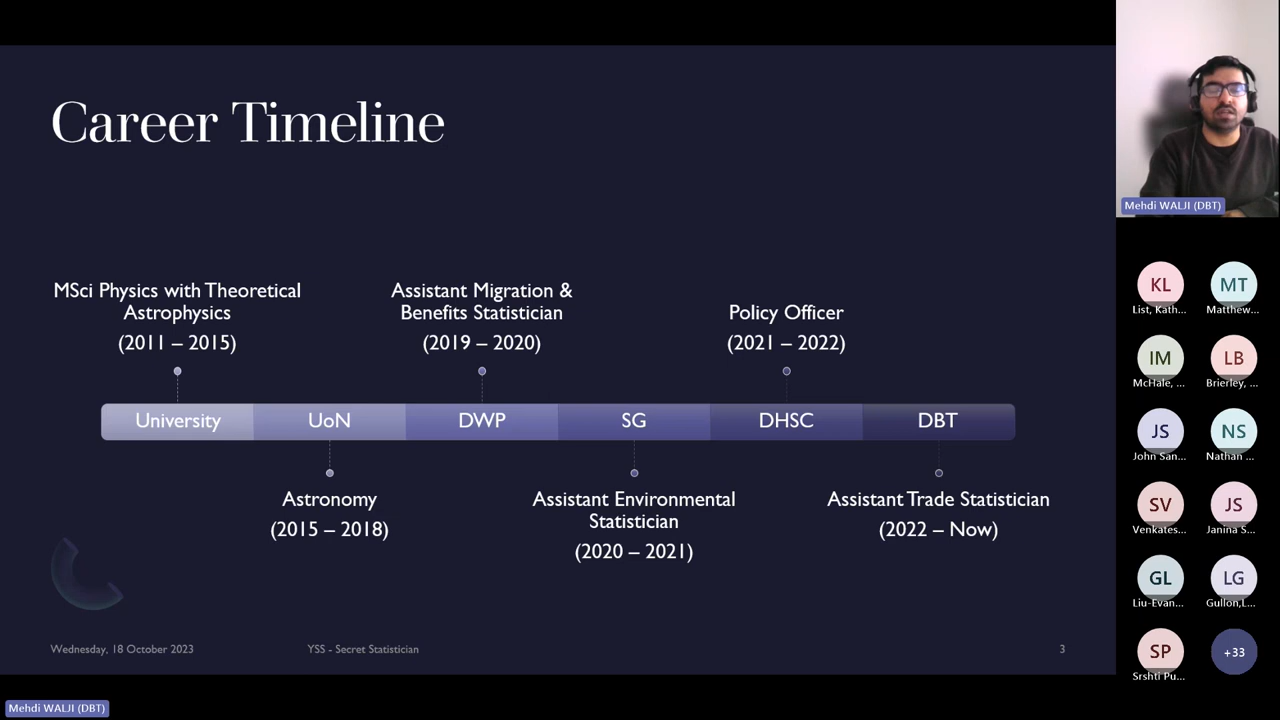 Career Timeline
MSci Physics with Theoretical
Astrophysics
(2011 – 2015)
Assistant Migration &
Benefits Statistician
(2019 – 2020)
Policy Officer
(2021 – 2022)
University
UoN
DWP
SG
DHSC
DBT
Astronomy
(2015 – 2018)
Assistant Environmental
Statistician
(2020 – 2021)
Assistant Trade Statistician
(2022 – Now)
Wednesday, 18 October 2023
YSS - Secret Statistician
3
Mehdi WALJI (DBT)
KL
List, Kath...
MT
Matthew...
IM
McHale, ...
LB
Brierley, ...
JS
John San...
NS
Nathan ...
SV
Venkates...
JS
Janina S...
GL
Liu-Evan...
LG
Gullon,L...
SP
Srshti Pu...
+33
Mehdi WALJI (DBT)